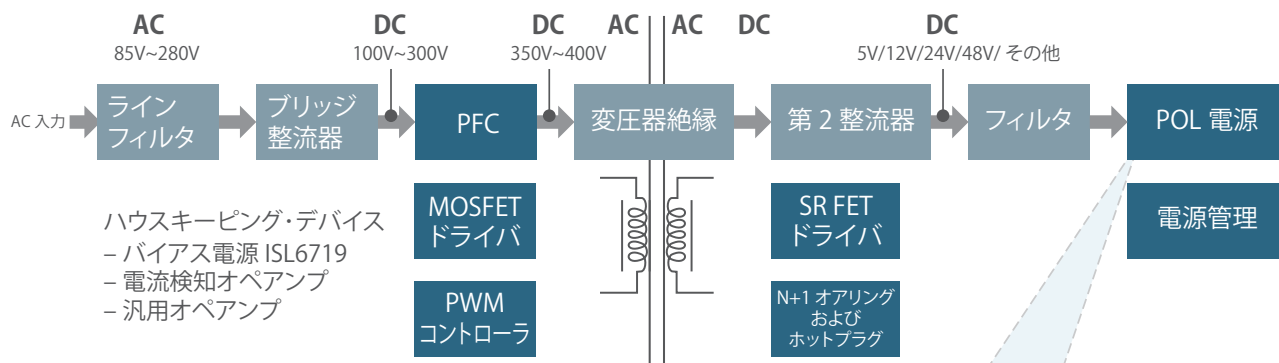 AC
85V~280V
DC
100V~300V
DC
350V~400V
AC
AC
DC
DC
5V/12V/24V/48V/ その他
AC 入力
ライン
フィルタ
ブリッジ
整流器
PFC
変圧器絶縁
第 2 整流器
フィルタ
POL 電源
ハウスキーピング・デバイス
– バイアス電源 ISL6719
– 電流検知オペアンプ
– 汎用オペアンプ
MOSFET
ドライバ
SR FET
ドライバ
電源管理
PWM
コントローラ
N+1 オアリング
および
ホットプラグ